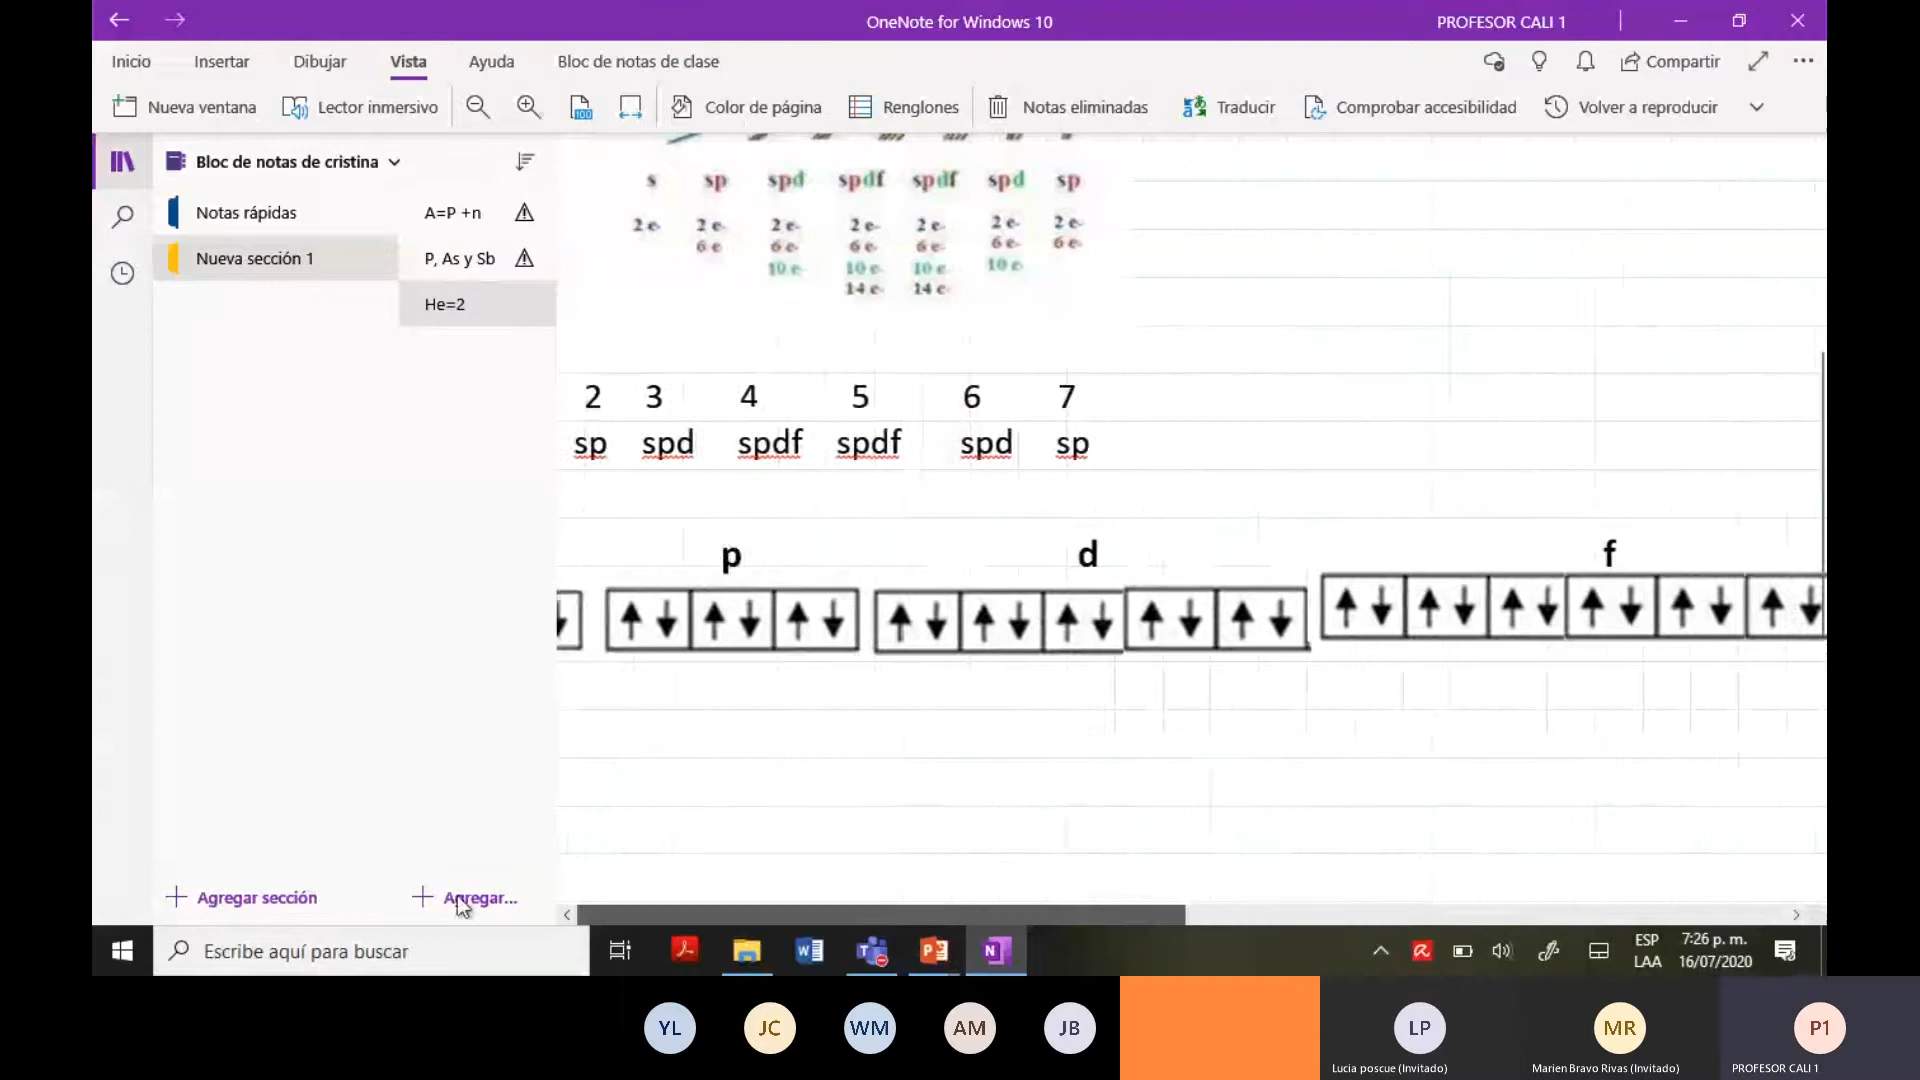 OneNote for Windows 10
PROFESOR CALI 1
Inicio Insertar Dibujar Vista Ayuda Bloc de notas de clase
Compartir
Nueva ventana Lector inmersivo Color de página Renglones Notas eliminadas Traducir Comprobar accesibilidad Volver a reproducir
Bloc de notas de cristina
Notas rápidas
Nueva sección 1
A=P +n
P, As y Sb
He=2
s sp spd spdf spdf spd sp
2 e- 2 e- 2 e- 2 e- 2 e- 2 e- 2 e-
6 e 6 e- 6 e- 6 e- 6 e- 6 e-
10 e- 10 e- 10 e 10 e
14 e- 14 e-
2 3 4 5 6 7
sp spd spdf spdf spd sp
p d f
Agregar sección
Agregar...
Escribe aquí para buscar
ESP
LAA
7:26 p. m.
16/07/2020
YL JC WM AM JB LP MR P1
Lucia poscue (Invitado)
Marien Bravo Rivas (Invitado)
PROFESOR CALI 1